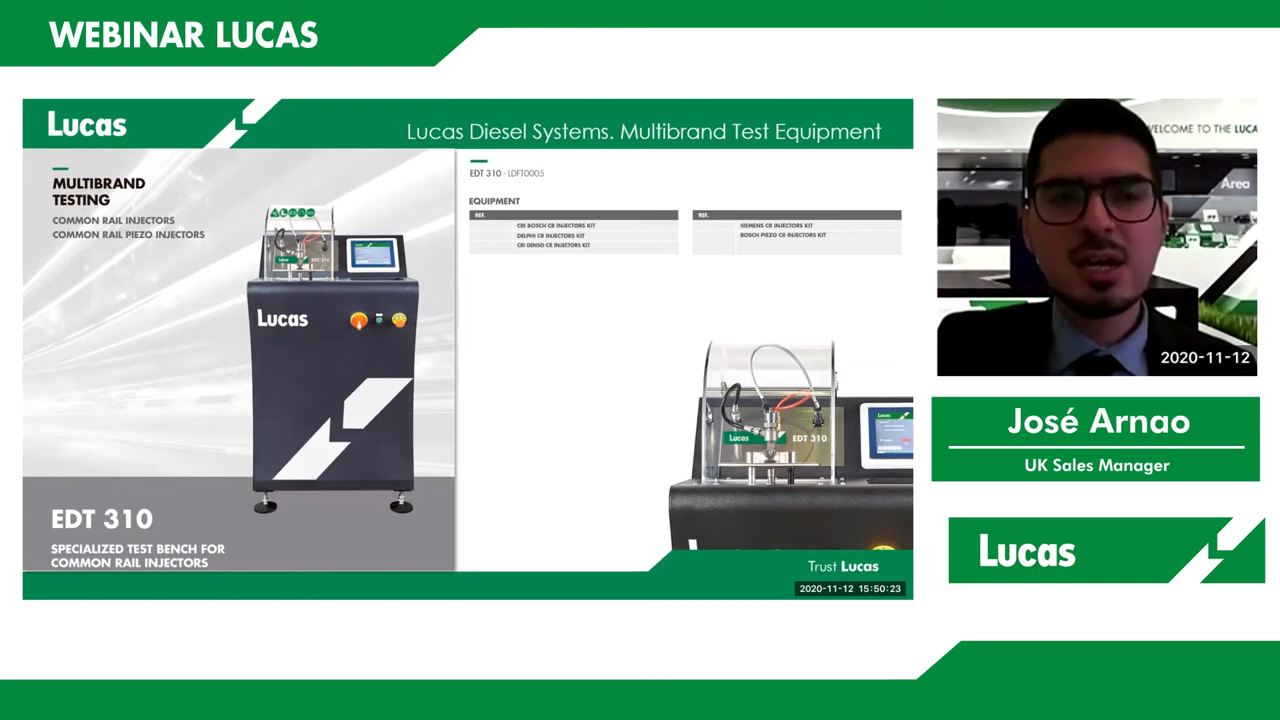 WEBINAR LUCAS
Lucas
Lucas Diesel Systems. Multibrand Test Equipment
MULTIBRAND
TESTING
COMMON RAIL INJECTORS
COMMON RAIL PIEZO INJECTORS
Lucas
EDT 310
SPECIALIZED TEST BENCH FOR
COMMON RAIL INJECTORS
EDT 310 - LDFT0005
EQUIPMENT
REF.
CRI BOSCH CR INJECTORS KIT
DELPHI CR INJECTORS KIT
CRI DENSO CR INJECTORS KIT
REF.
SIEMENS CR INJECTORS KIT
BOSCH PIEZO CR INJECTORS KIT
Lucas
EDT 310
Trust Lucas
2020-11-12 15:50:23
WELCOME TO THE LUCA
Area
2020-11-12
José Arnao
UK Sales Manager
Lucas